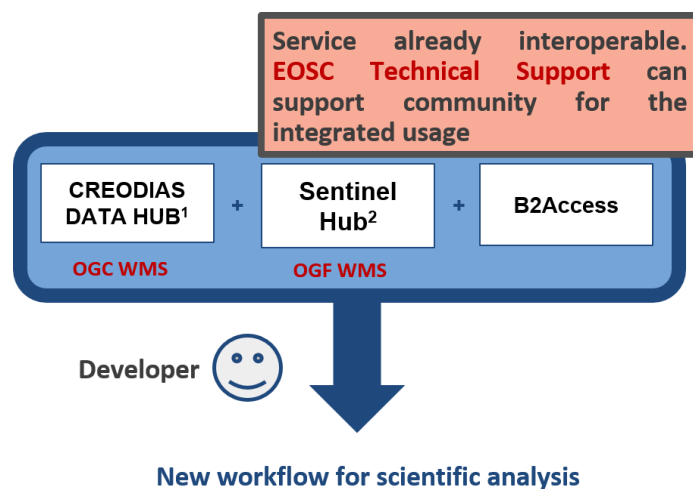 Service already interoperable.
EOSC Technical Support can
support community for the
integrated usage
CREODIAS
DATA HUB¹
+
Sentinel
Hub²
+
B2Access
OGC WMS
OGF WMS
Developer
New workflow for scientific analysis